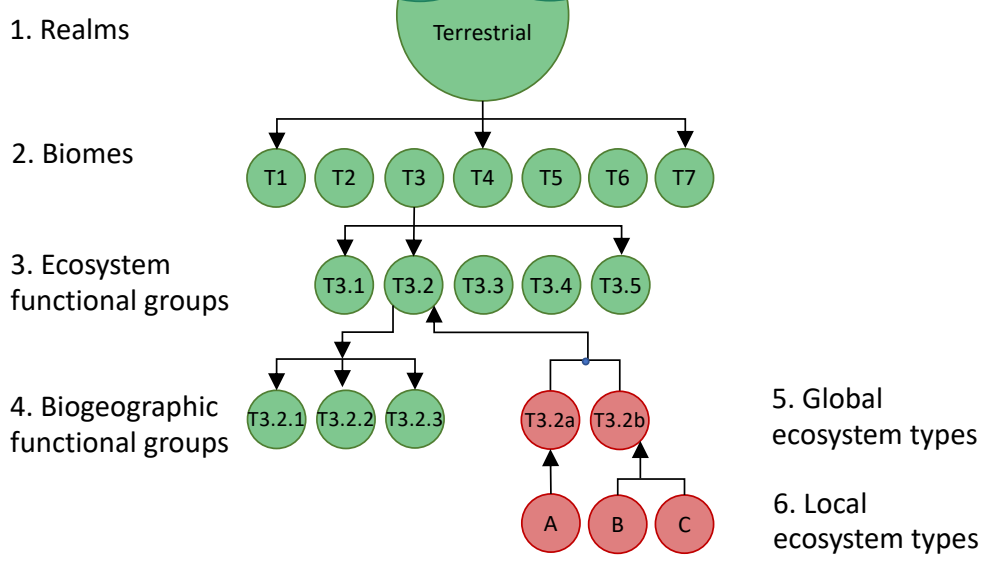 1. Realms
Terrestrial
2. Biomes
T1 T2 T3 T4 T5 T6 T7
3. Ecosystem
functional groups
T3.1 T3.2 T3.3 T3.4 T3.5
4. Biogeographic
functional groups
T3.2.1 T3.2.2 T3.2.3
T3.2a T3.2b
5. Global
ecosystem types
A B C
6. Local
ecosystem types